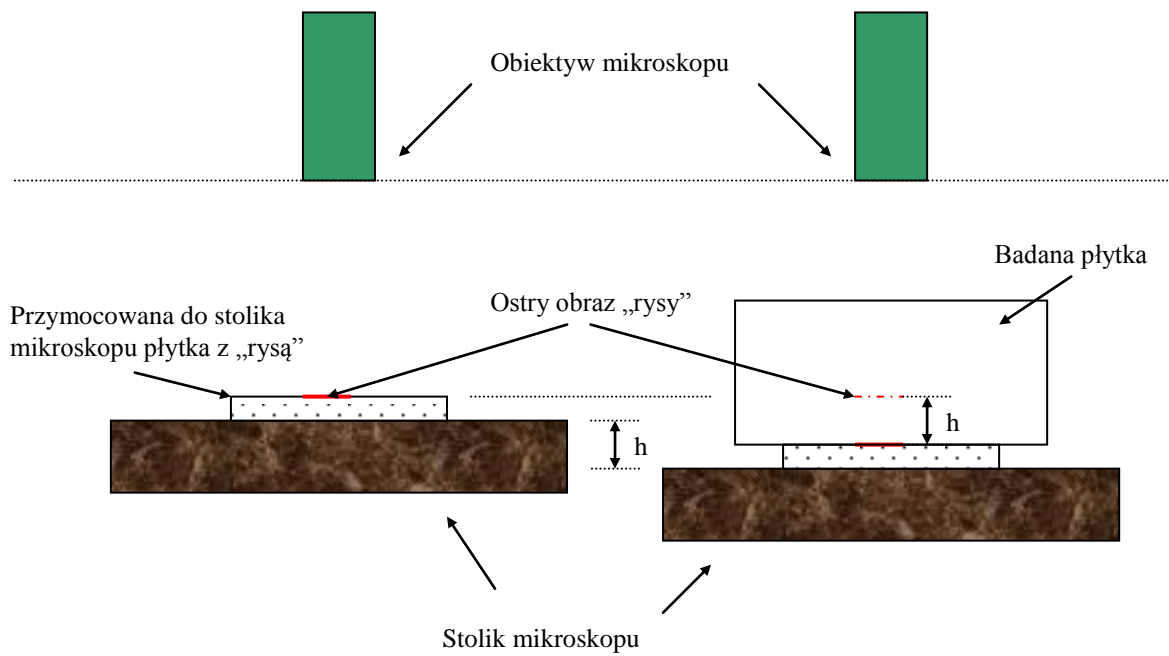 Obiektyw mikroskopu
Badana płytka
Ostry obraz „rysy”
Przymocowana do stolika
mikroskopu płytka z „rysą”
h
h
Stolik mikroskopu